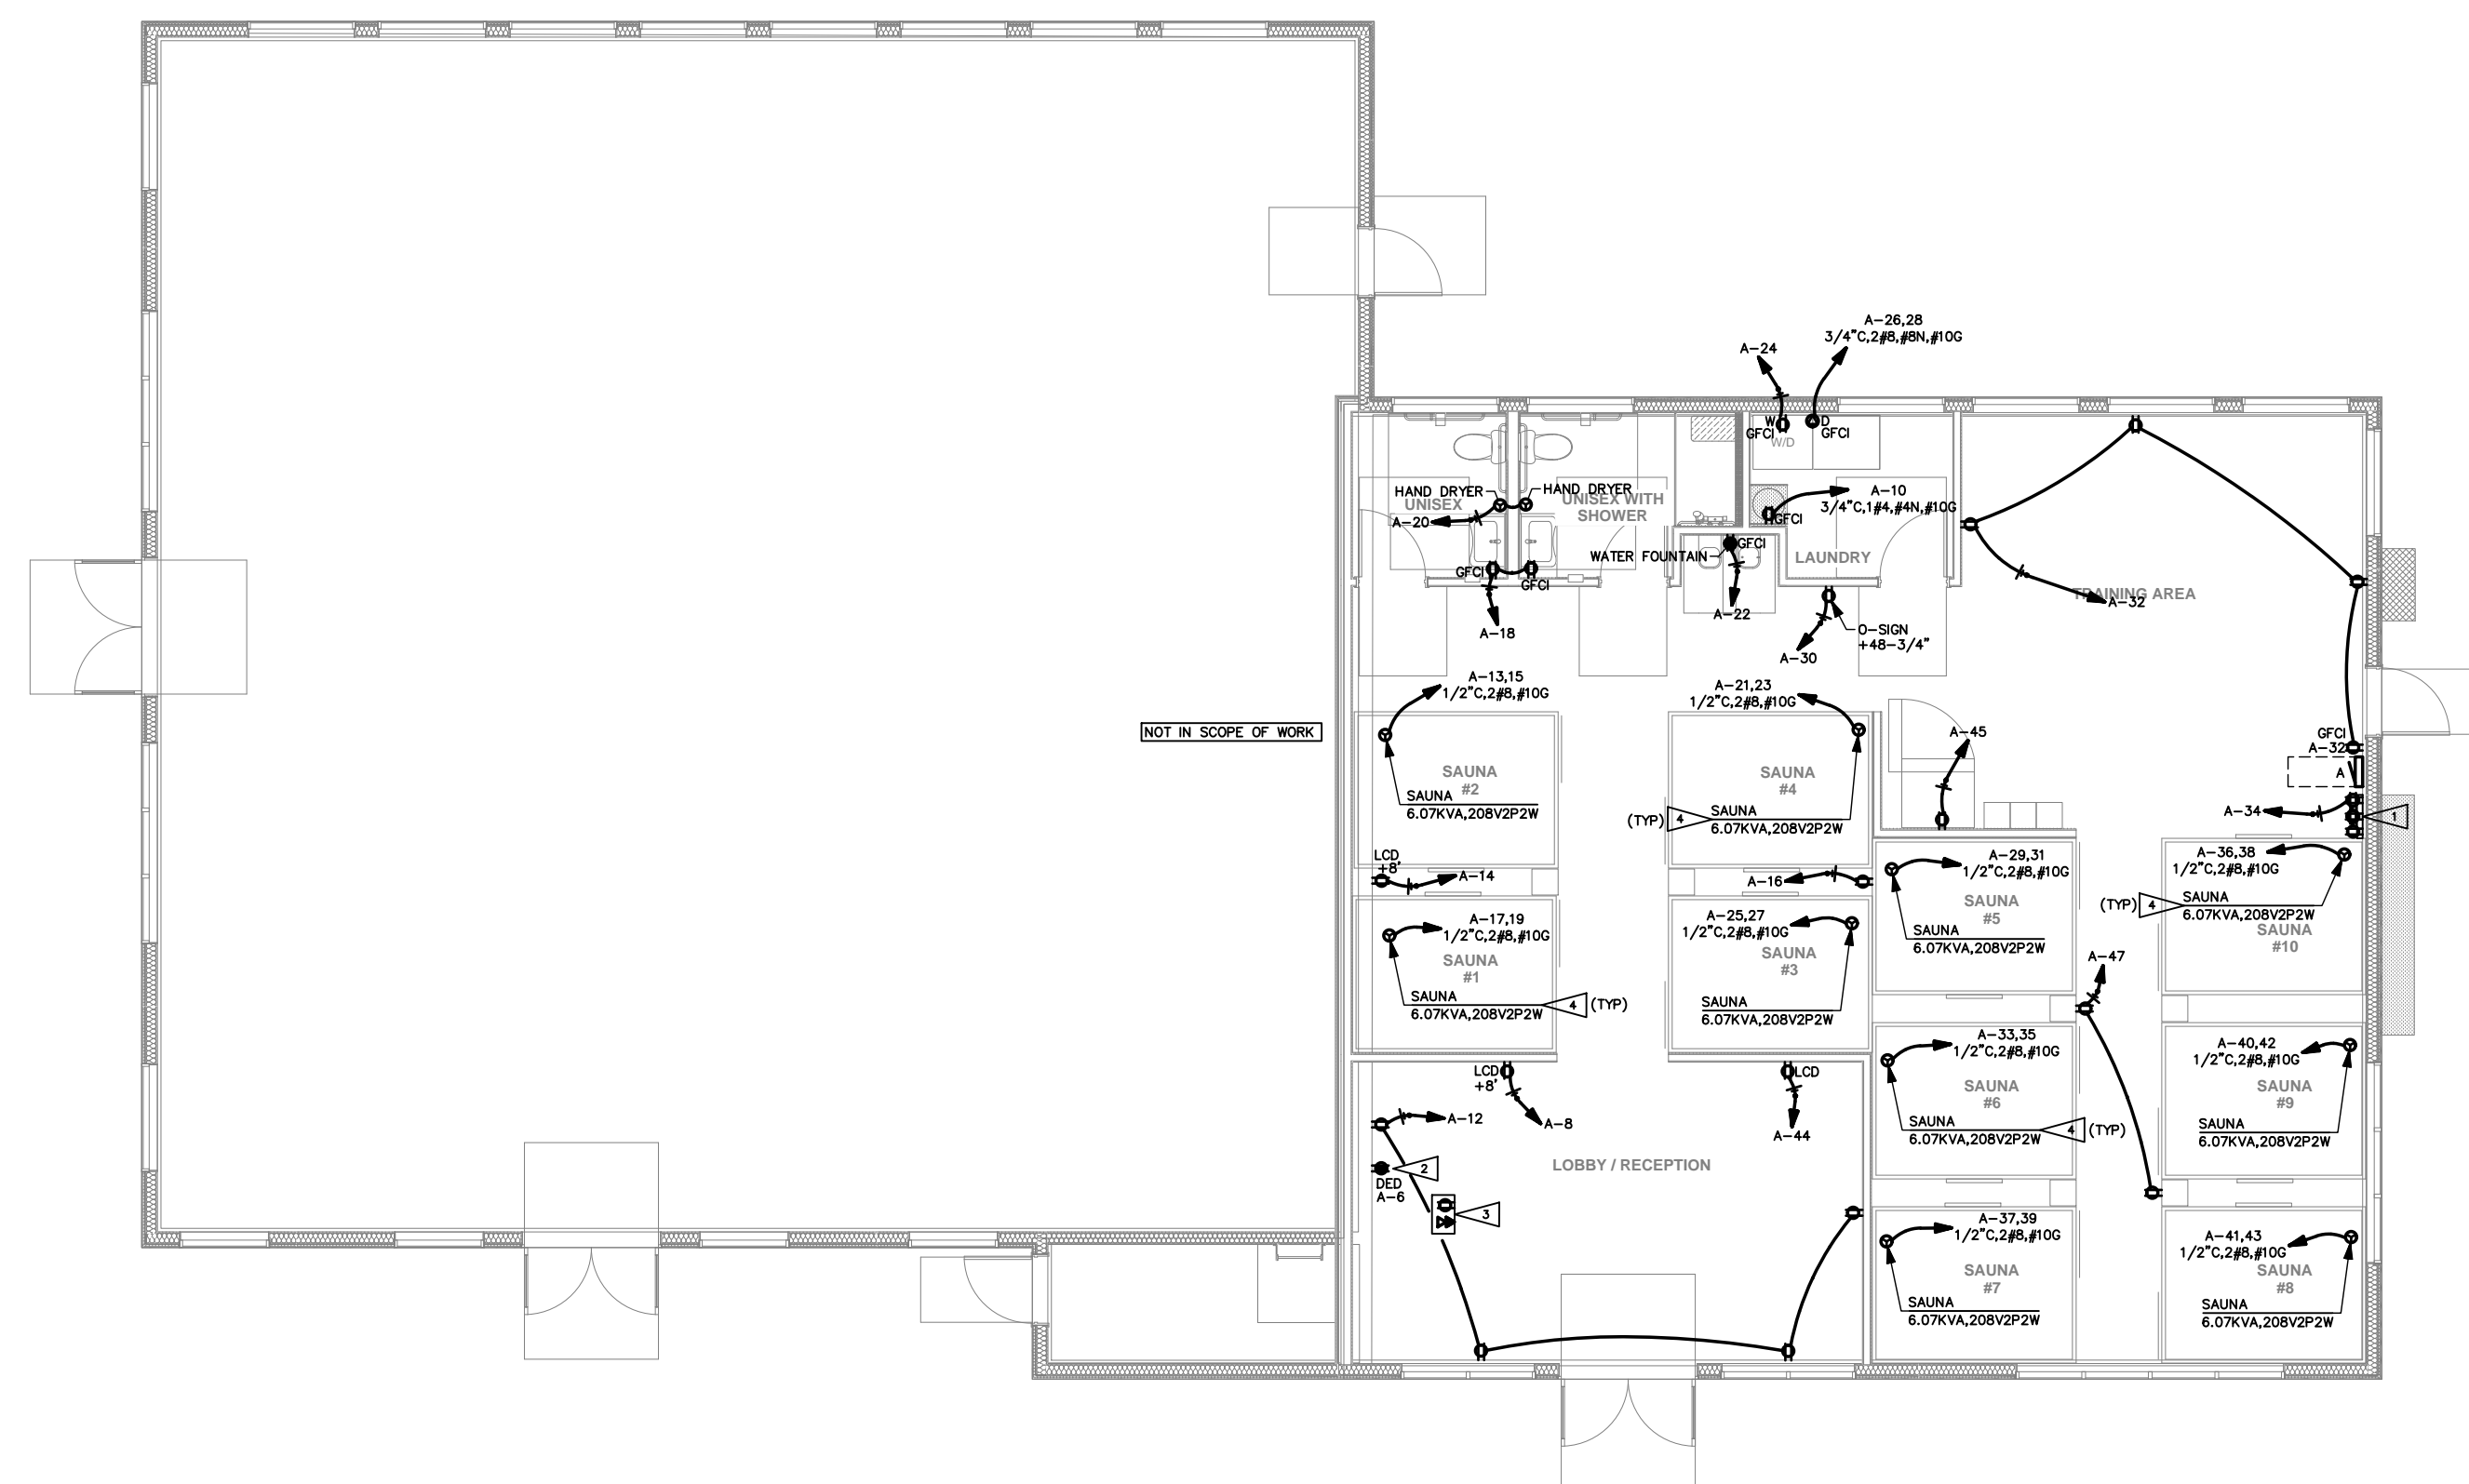 A-26,28
3/4"C,2#8,#8N,#10G
A-24
W
GFCI
D
GFCI
W/D
HAND DRYER
HAND DRYER
UNISEX
UNISEX WITH
SHOWER
A-20
A-10
3/4"C,1#4,#4N,#10G
GFCI
WATER FOUNTAIN
GFCI
LAUNDRY
GFCI
GFCI
A-18
A-22
O-SIGN
+48-3/4"
A-30
TRAINING AREA
A-32
A-13,15
1/2"C,2#8,#10G
A-21,23
1/2"C,2#8,#10G
NOT IN SCOPE OF WORK
A-45
GFCI
A-32
A
SAUNA
#2
SAUNA
6.07KVA,208V2P2W
SAUNA
#4
(TYP)
4
SAUNA
6.07KVA,208V2P2W
A-34
1
LCD
+8'
A-14
A-16
A-29,31
1/2"C,2#8,#10G
A-36,38
1/2"C,2#8,#10G
SAUNA
#5
SAUNA
6.07KVA,208V2P2W
(TYP)
4
SAUNA
6.07KVA,208V2P2W
SAUNA
#10
A-17,19
1/2"C,2#8,#10G
SAUNA
#1
SAUNA
6.07KVA,208V2P2W
4
(TYP)
A-25,27
1/2"C,2#8,#10G
SAUNA
#3
SAUNA
6.07KVA,208V2P2W
A-47
A-33,35
1/2"C,2#8,#10G
SAUNA
#6
SAUNA
6.07KVA,208V2P2W
4
(TYP)
A-40,42
1/2"C,2#8,#10G
SAUNA
#9
SAUNA
6.07KVA,208V2P2W
LCD
+8'
A-8
LCD
A-44
A-12
2
DED
A-6
3
LOBBY / RECEPTION
A-37,39
1/2"C,2#8,#10G
SAUNA
#7
SAUNA
6.07KVA,208V2P2W
A-41,43
1/2"C,2#8,#10G
SAUNA
#8
SAUNA
6.07KVA,208V2P2W